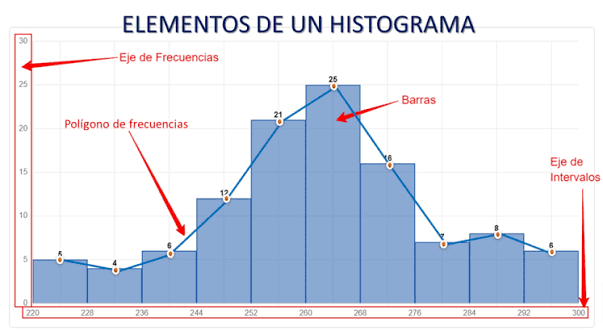 ELEMENTOS DE UN HISTOGRAMA
30
Eje de Frecuencias
25
25
Barras
21
20
Polígono de frecuencias
16
15
Eje de
Intervalos
12
10
8
7
6
6
5
5
4
0
220 228 236 244 252 260 268 276 284 292 300